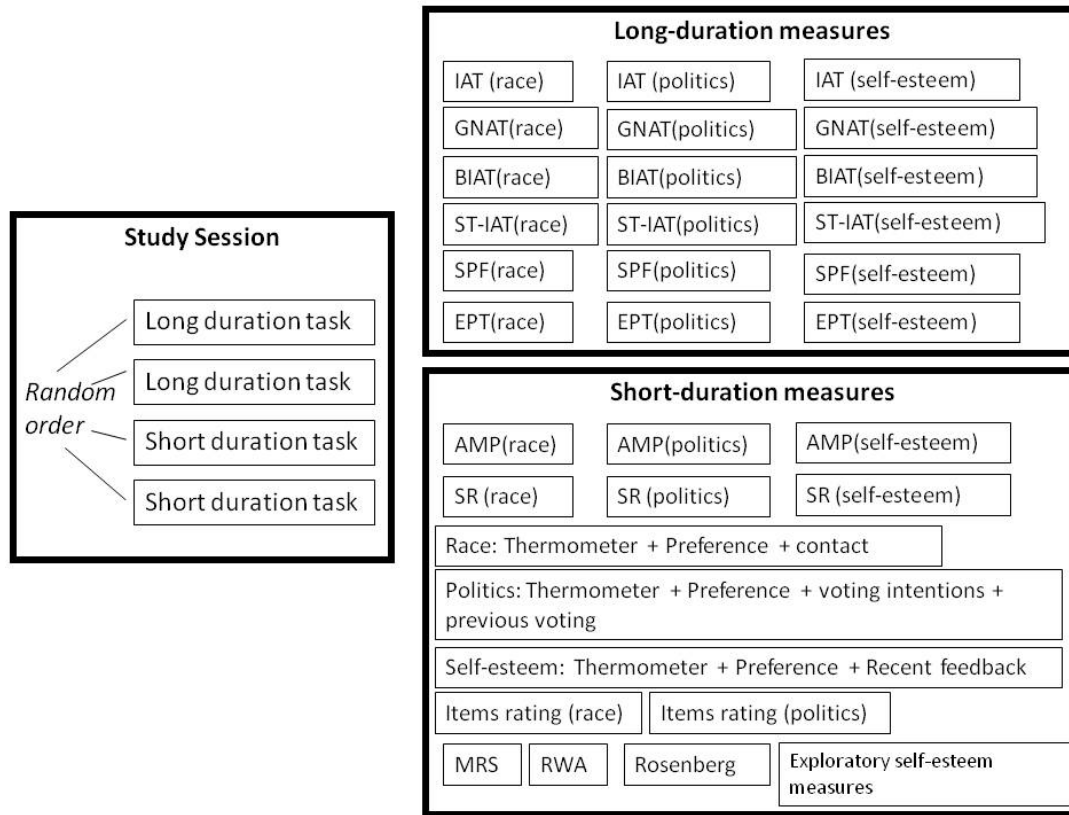 Study Session
Random
order
Long duration task
Long duration task
Short duration task
Short duration task
Long-duration measures
IAT (race)
IAT (politics)
IAT (self-esteem)
GNAT(race)
GNAT(politics)
GNAT(self-esteem)
BIAT(race)
BIAT(politics)
BIAT(self-esteem)
ST-IAT(race)
ST-IAT(politics)
ST-IAT(self-esteem)
SPF(race)
SPF(politics)
SPF(self-esteem)
EPT(race)
EPT(politics)
EPT(self-esteem)
Short-duration measures
AMP(race)
AMP(politics)
AMP(self-esteem)
SR (race)
SR (politics)
SR (self-esteem)
Race: Thermometer + Preference + contact
Politics: Thermometer + Preference + voting intentions +
previous voting
Self-esteem: Thermometer + Preference + Recent feedback
Items rating (race)
Items rating (politics)
MRS
RWA
Rosenberg
Exploratory self-esteem
measures